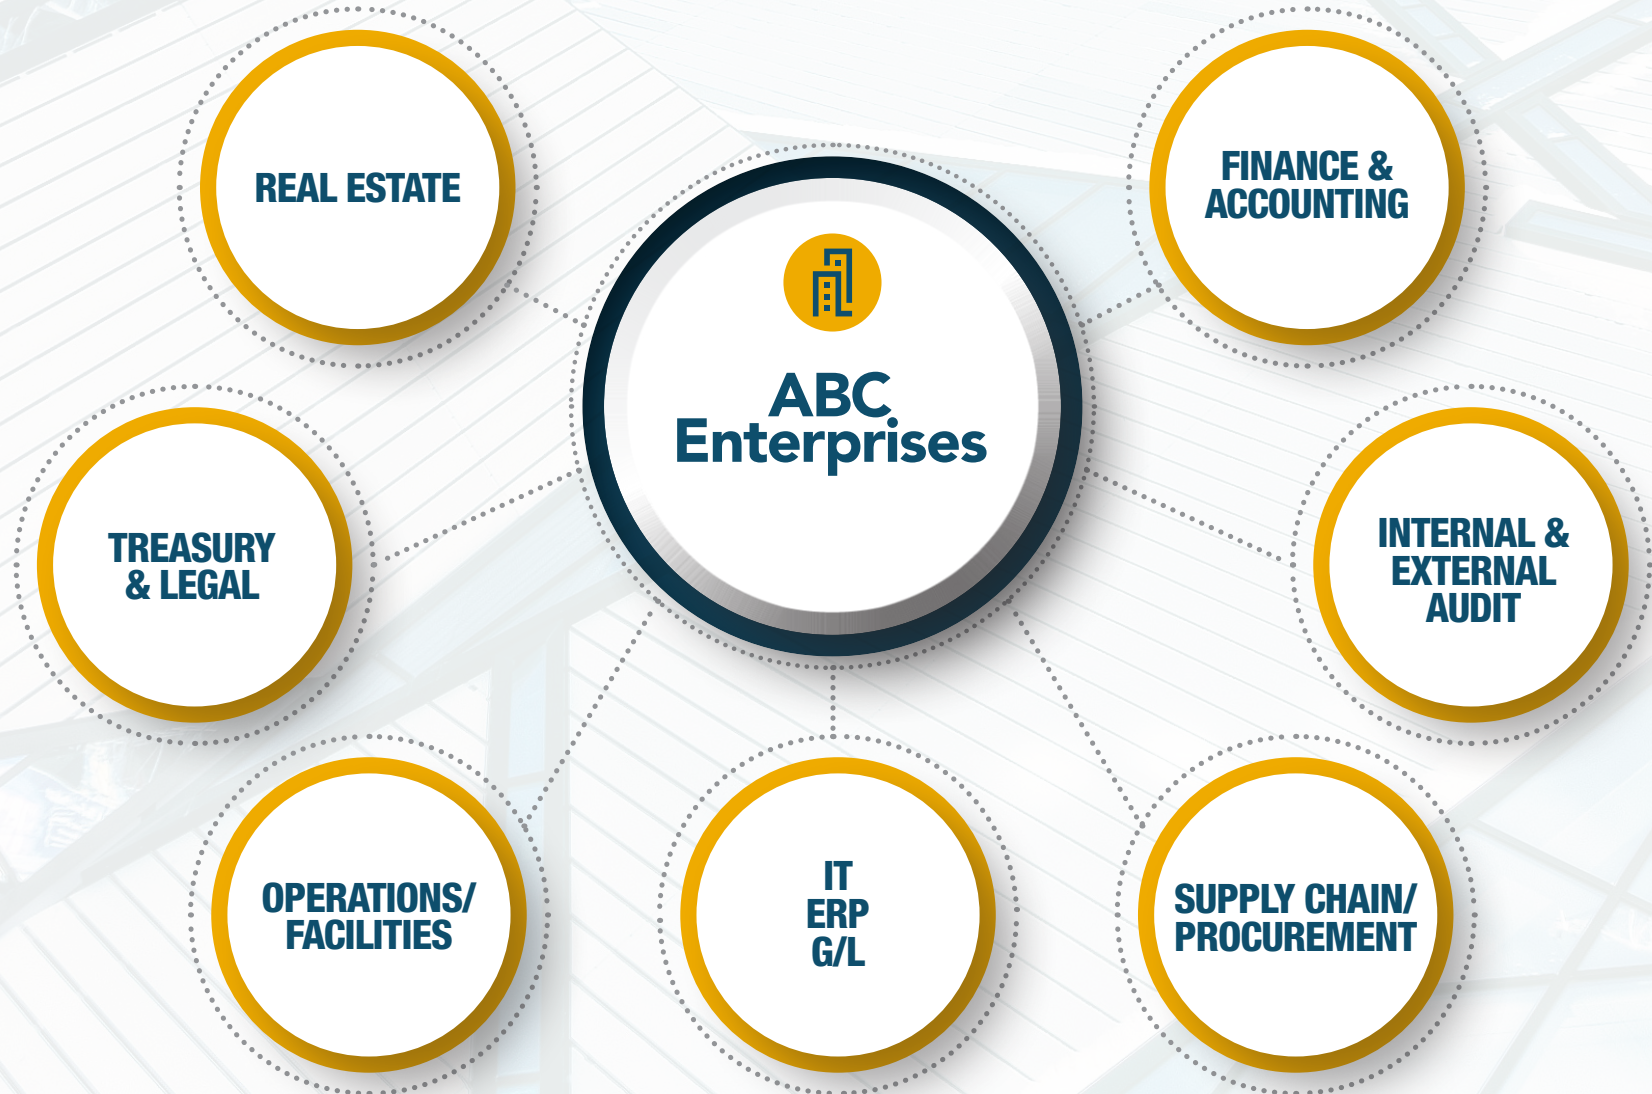 REAL ESTATE
FINANCE &
ACCOUNTING
ABC
Enterprises
TREASURY
& LEGAL
INTERNAL &
EXTERNAL
AUDIT
OPERATIONS/
FACILITIES
IT
ERP
G/L
SUPPLY CHAIN/
PROCUREMENT